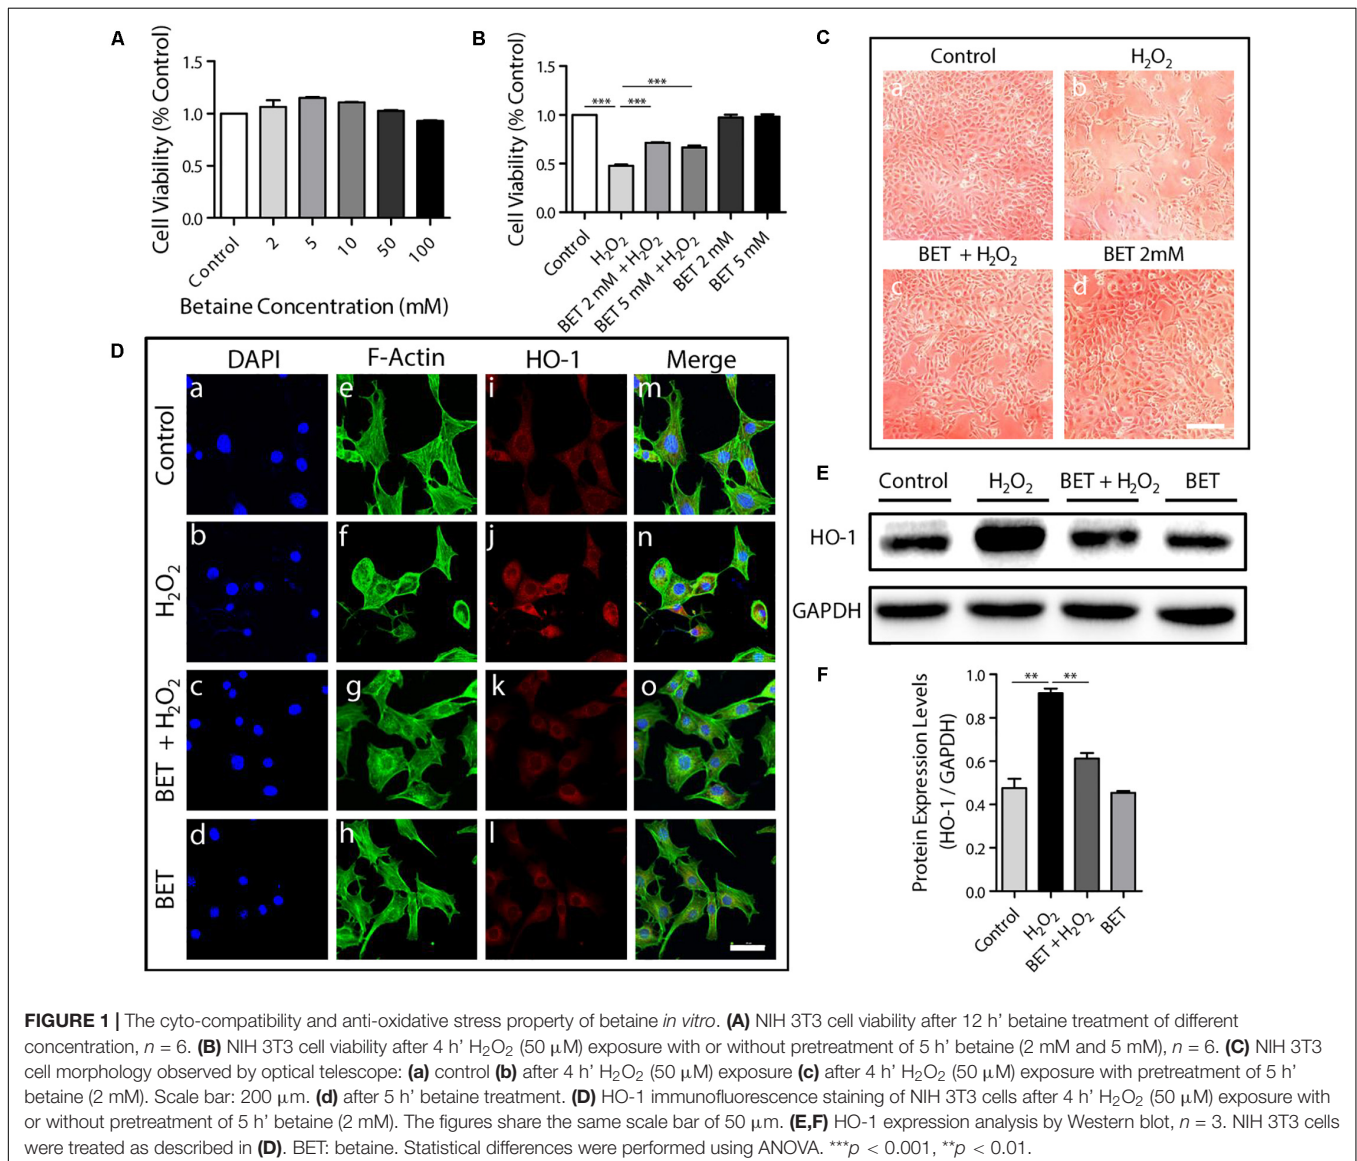 A
Cell Viability (% Control)
1.5
1.0
0.5
0.0
Control
2
5
10
50
100
Betaine Concentration (mM)
B
Cell Viability (% Control)
1.5
1.0
0.5
0.0
***
***
***
Control
H₂O₂
BET 2 mM + H₂O₂
BET 5 mM + H₂O₂
BET 2 mM
BET 5 mM
C
Control
H₂O₂
a
b
BET + H₂O₂
BET 2mM
c
d
D
DAPI
F-Actin
HO-1
Merge
Control
a
e
i
m
H₂O₂
b
f
j
n
BET + H₂O₂
c
g
k
o
BET
d
h
l
E
Control
H₂O₂
BET + H₂O₂
BET
HO-1
GAPDH
F
Protein Expression Levels
(HO-1 / GAPDH)
1.0
0.8
0.6
0.4
0.2
0.0
**
**
Control
H₂O₂
BET + H₂O₂
BET
FIGURE 1 | The cyto-compatibility and anti-oxidative stress property of betaine in vitro. (A) NIH 3T3 cell viability after 12 h' betaine treatment of different
concentration, n = 6. (B) NIH 3T3 cell viability after 4 h' H₂O₂ (50 μM) exposure with or without pretreatment of 5 h' betaine (2 mM and 5 mM), n = 6. (C) NIH 3T3
cell morphology observed by optical telescope: (a) control (b) after 4 h' H₂O₂ (50 μM) exposure (c) after 4 h' H₂O₂ (50 μM) exposure with pretreatment of 5 h'
betaine (2 mM). Scale bar: 200 μm. (d) after 5 h' betaine treatment. (D) HO-1 immunofluorescence staining of NIH 3T3 cells after 4 h' H₂O₂ (50 μM) exposure with
or without pretreatment of 5 h' betaine (2 mM). The figures share the same scale bar of 50 μm. (E,F) HO-1 expression analysis by Western blot, n = 3. NIH 3T3 cells
were treated as described in (D). BET: betaine. Statistical differences were performed using ANOVA. ***p < 0.001, **p < 0.01.